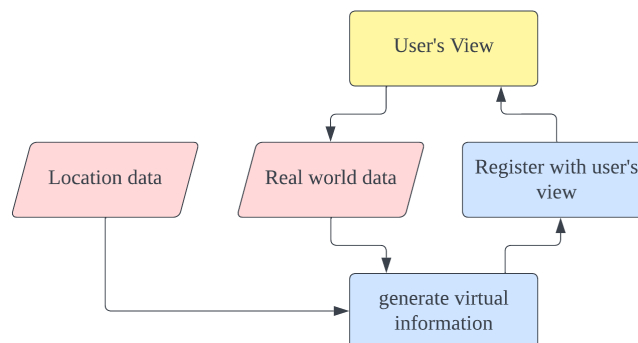 User's View
Location data
Real world data
Register with user's
view
generate virtual
information